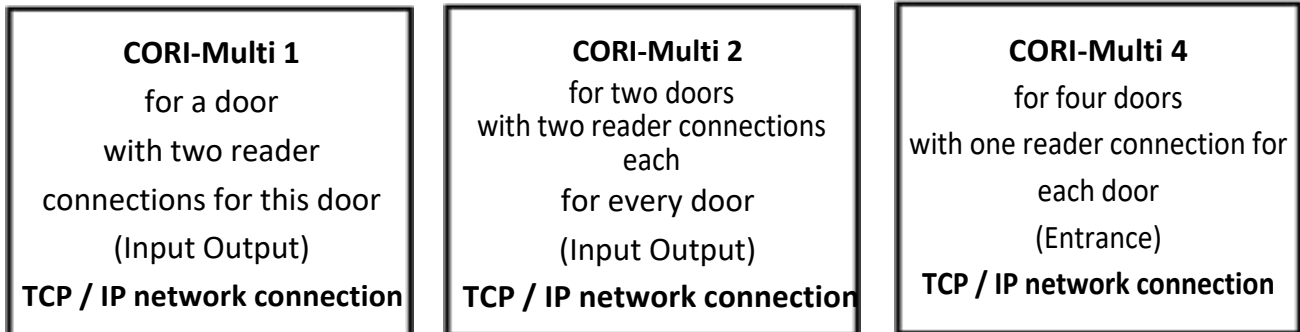 CORI-Multi 1
for a door
with two reader
connections for this door
(Input Output)
TCP / IP network connection
CORI-Multi 2
for two doors
with two reader connections
each
for every door
(Input Output)
TCP / IP network connection
CORI-Multi 4
for four doors
with one reader connection for
each door
(Entrance)
TCP / IP network connection